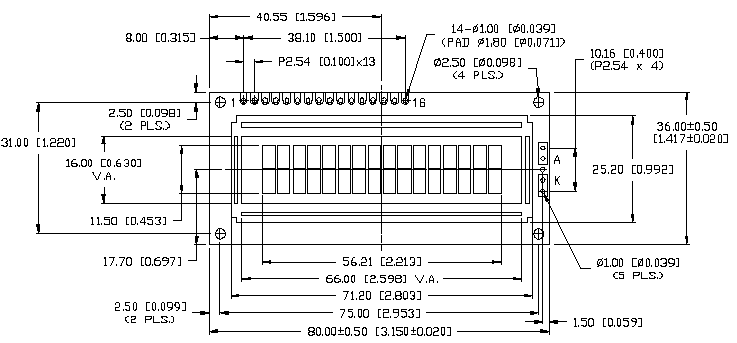 40.55 [1.596]
8.00 [0.315]
38.10 [1.500]
14-Ø1.00 [Ø0.039]
(PAD Ø1.80 [Ø0.071])
P2.54 [0.100]x13
Ø2.50 [Ø0.098]
(4 PLS.)
10.16 [0.400]
(P2.54 x 4)
1
16
2.50 [0.098]
(2 PLS.)
31.00 [1.220]
36.00±0.50
[1.417±0.020]
16.00 [0.630]
V.A.
A
25.20 [0.992]
K
11.50 [0.453]
17.70 [0.697]
56.21 [2.213]
Ø1.00 [Ø0.039]
(5 PLS.)
66.00 [2.598] V.A.
71.20 [2.803]
2.50 [0.099]
(2 PLS.)
75.00 [2.953]
1.50 [0.059]
80.00±0.50 [3.150±0.020]